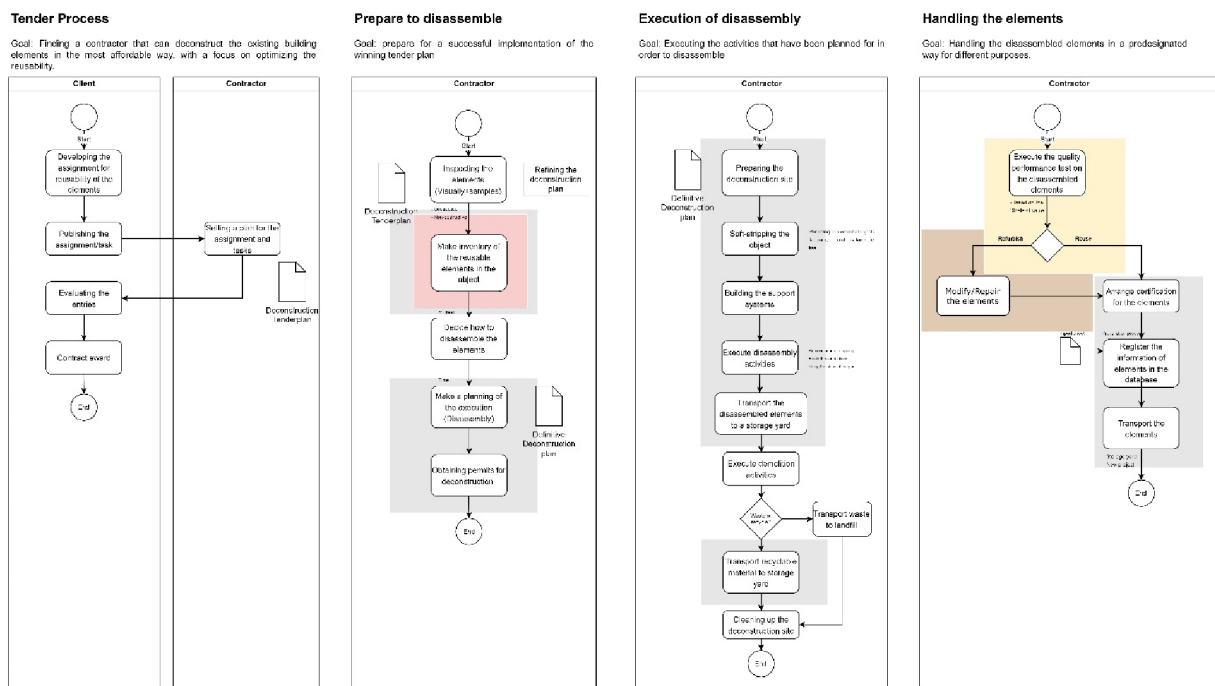 Tender Process
Goal: Finding a contractor that can deconstruct the existing building
elements in the most affordable way, with a focus on optimizing the
reusability.
Client
Contractor
Start
Developing the
assignment for
reusability of the
elements
Publishing the
assignment/task
Setting a plan for the
assignment and
tasks
Evaluating the
entries
Deconstruction
Tenderplan
Contract award
End
Prepare to disassemble
Goal: prepare for a successful implementation of the
winning tender plan
Contractor
Start
Inspecting the
elements
(Visually+samples)
Refining the
deconstruction
plan
Deconstruction
Tenderplan
Make inventory of
the reusable
elements in the
object
Decide how to
disassemble the
elements
Time
Make a planning of
the execution
(Disassembly)
Definitive
Deconstruction
plan
Obtaining permits for
deconstruction
End
Execution of disassembly
Goal: Executing the activities that have been planned for in
order to disassemble
Contractor
Start
Preparing the
deconstruction site
Definitive
Deconstruction
plan
Soft-stripping the
object
Building the support
systems
Execute disassembly
activities
Transport the
disassembled elements
to a storage yard
Execute demolition
activities
Transport waste
to landfill
Transport recyclable
material to storage
yard
Cleaning up the
deconstruction site
End
Handling the elements
Goal: Handling the disassembled elements in a predesignated
way for different purposes.
Contractor
Start
Execute the quality
performance test on
the disassembled
elements
Refurbish
Reuse
Modify/Repair
the elements
Arrange certification
for the elements
Register the
information of
elements in the
database
Transport the
elements
Storage yard
New project
End